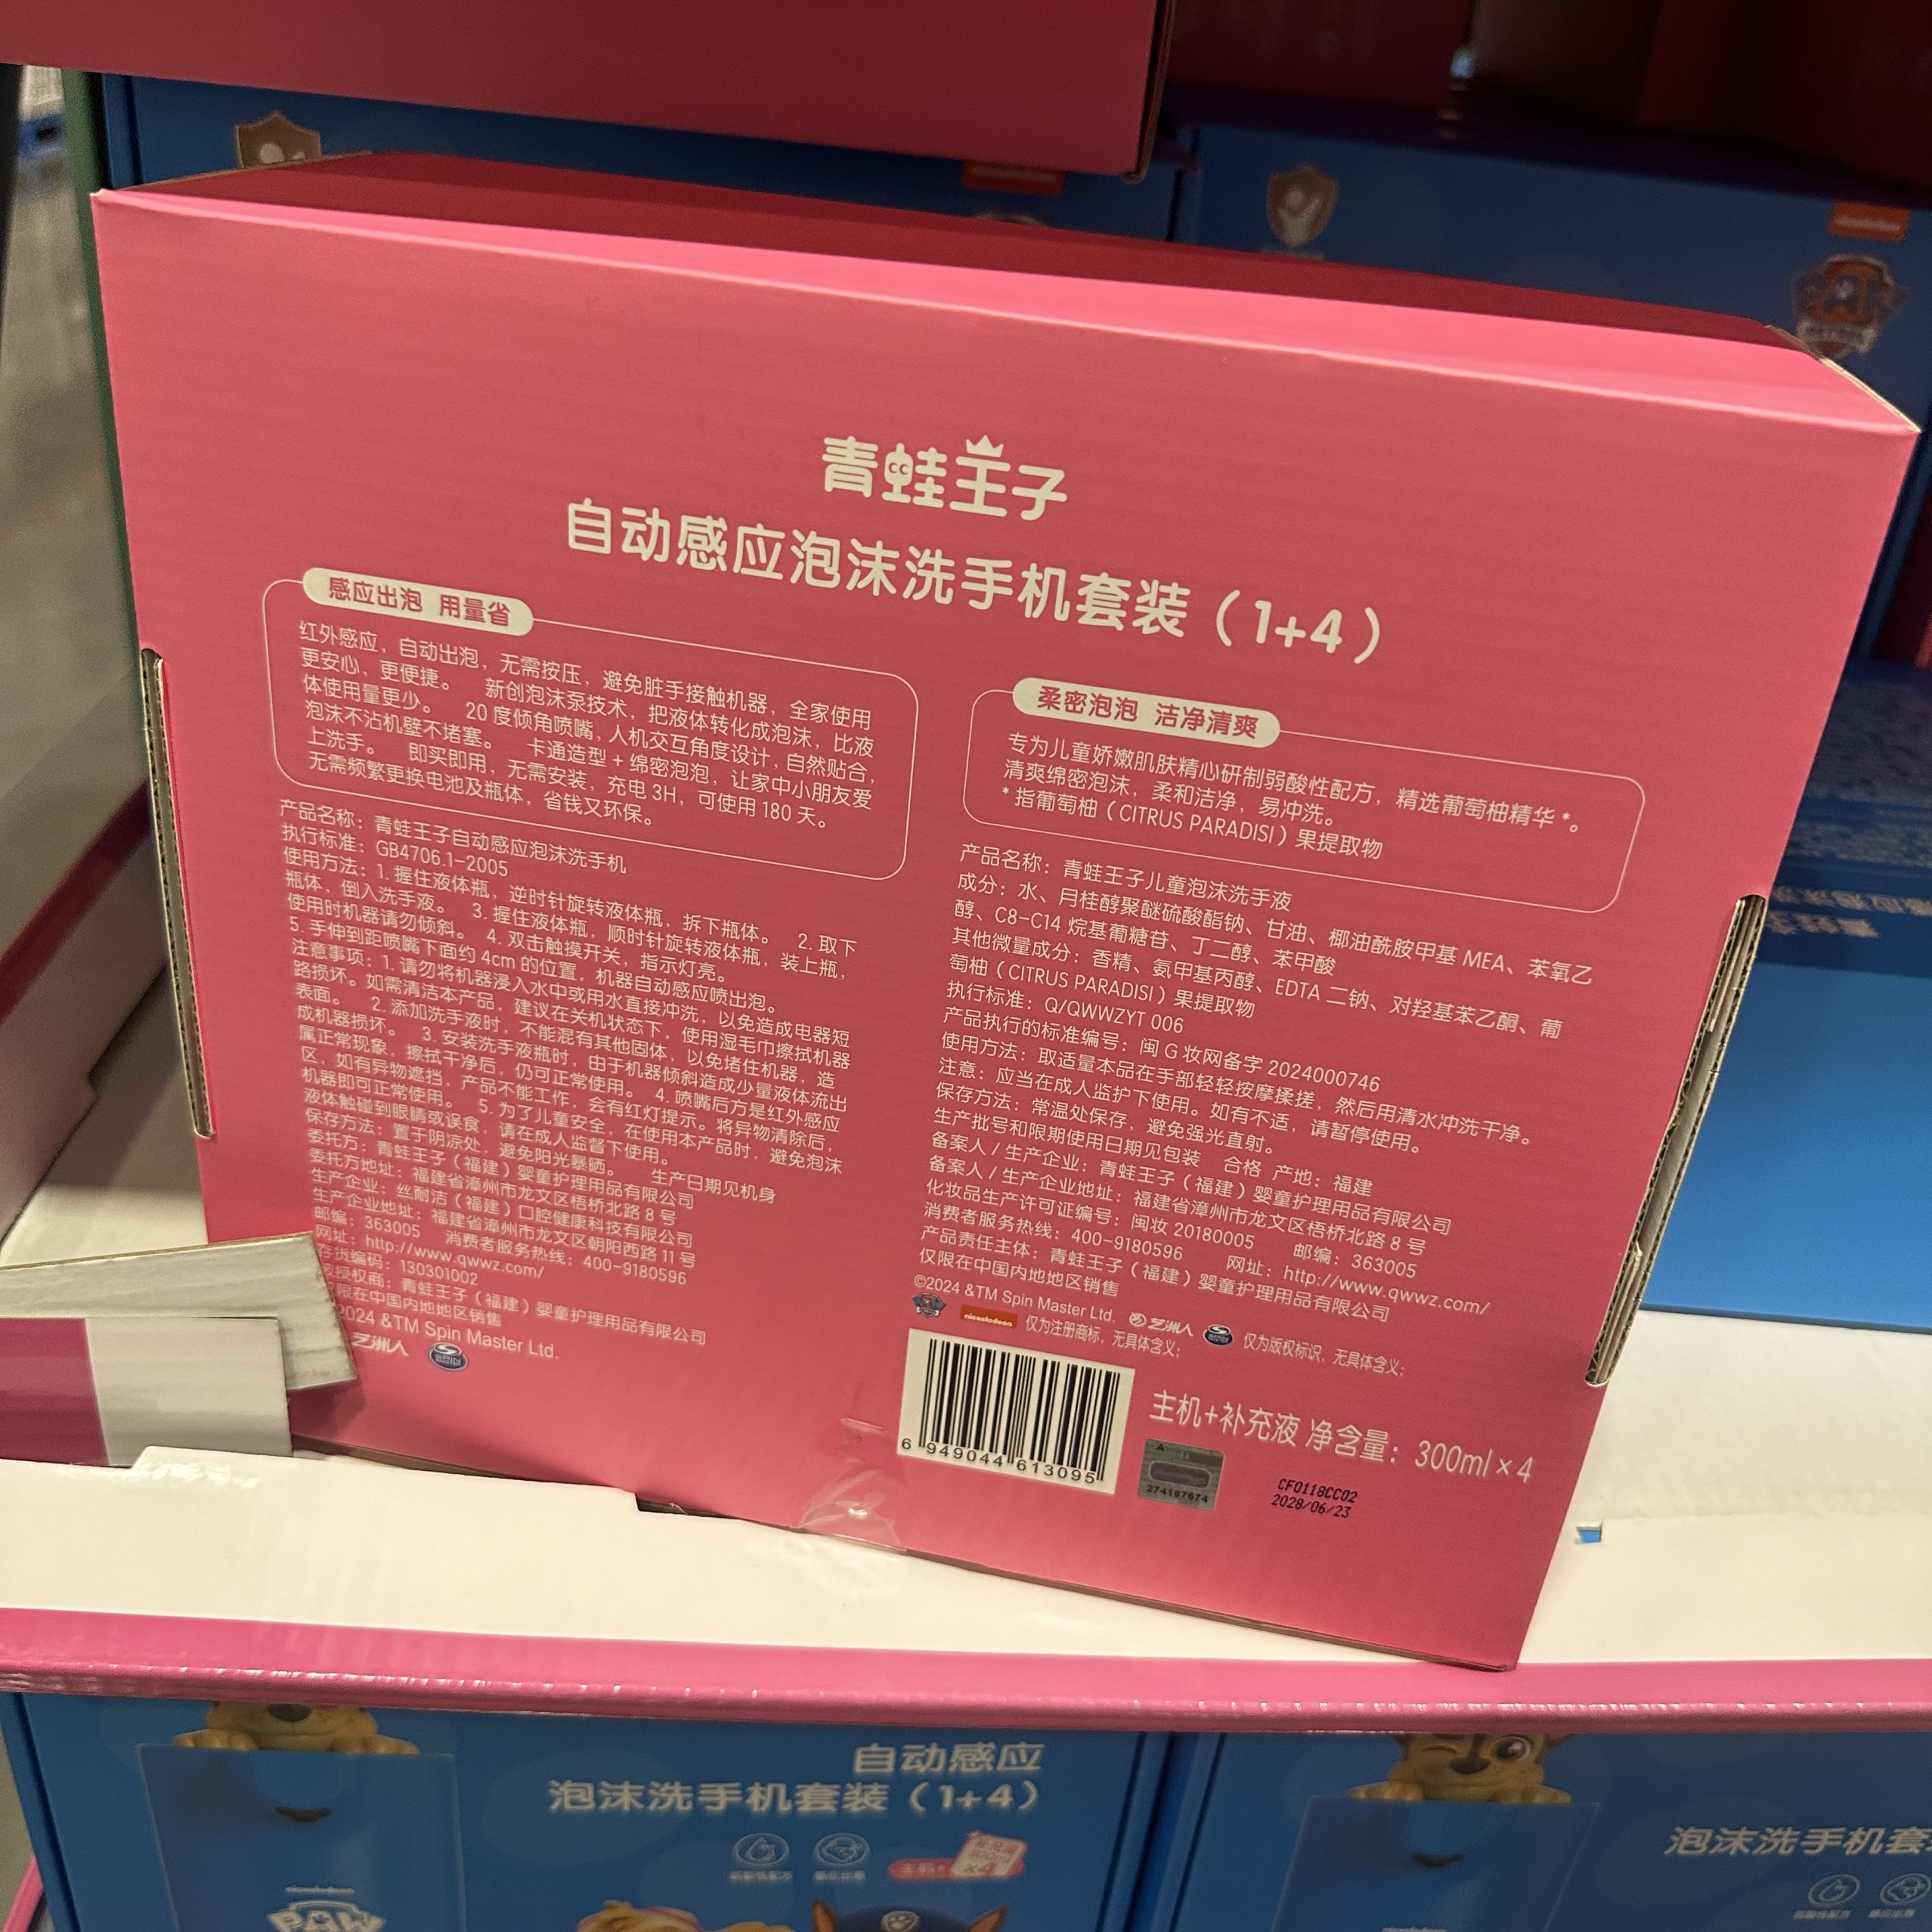 nickelodeon
nickelodeon
青蛙王子
自动感应泡沫洗手机套装（1+4）
感应出泡 用量省
红外感应，自动出泡，无需按压，避免脏手接触机器，全家使用
更安心，更便捷。 新创泡沫泵技术，把液体转化成泡沫，比液
体使用量更少。 20 度倾角喷嘴，人机交互角度设计，自然贴合，
泡沫不沾机壁不堵塞。 卡通造型 + 绵密泡泡，让家中小朋友爱
上洗手。 即买即用，无需安装，充电 3H，可使用 180 天。
无需频繁更换电池及瓶体，省钱又环保。
产品名称：青蛙王子自动感应泡沫洗手机
执行标准：GB4706.1-2005
使用方法：1. 握住液体瓶，逆时针旋转液体瓶，拆下瓶体。 2. 取下
瓶体，倒入洗手液。 3. 握住液体瓶，顺时针旋转液体瓶，装上瓶，
使用时机器请勿倾斜。 4. 双击触摸开关，指示灯亮。
5. 手伸到距喷嘴下面约 4cm 的位置，机器自动感应喷出泡。
注意事项：1. 请勿将机器浸入水中或用水直接冲洗，以免造成电器短
路损坏。如需清洁本产品，建议在关机状态下，使用湿毛巾擦拭机器
表面。 2. 添加洗手液时，不能混有其他固体，以免堵住机器，造
成机器损坏。 3. 安装洗手液瓶时，由于机器倾斜造成少量液体流出
属正常现象，擦拭干净后，仍可正常使用。 4. 喷嘴后方是红外感应
区，如有异物遮挡，产品不能工作，会有红灯提示。将异物清除后，
机器即可正常使用。 5. 为了儿童安全，在使用本产品时，避免泡沫
液体触碰到眼睛或误食，请在成人监督下使用。
保存方法：置于阴凉处，避免阳光暴晒。 生产日期见机身
委托方：青蛙王子（福建）婴童护理用品有限公司
委托方地址：福建省漳州市龙文区梧桥北路 8 号
生产企业：丝耐洁（福建）口腔健康科技有限公司
生产企业地址：福建省漳州市龙文区朝阳西路 11 号
邮编：363005 消费者服务热线：400-9180596
网址：http://www.qwwz.com/
存货编码：130301002
被授权商：青蛙王子（福建）婴童护理用品有限公司
限在中国内地地区销售
2024 &TM Spin Master Ltd.
艺洲人
柔密泡泡 洁净清爽
专为儿童娇嫩肌肤精心研制弱酸性配方，精选葡萄柚精华 *。
清爽绵密泡沫，柔和洁净，易冲洗。
* 指葡萄柚（CITRUS PARADISI）果提取物
产品名称：青蛙王子儿童泡沫洗手液
成分：水、月桂醇聚醚硫酸酯钠、甘油、椰油酰胺甲基 MEA、苯氧乙
醇、C8-C14 烷基葡糖苷、丁二醇、苯甲酸
其他微量成分：香精、氨甲基丙醇、EDTA 二钠、对羟基苯乙酮、葡
萄柚（CITRUS PARADISI）果提取物
执行标准：Q/QWWZYT 006
产品执行的标准编号：闽 G 妆网备字 2024000746
使用方法：取适量本品在手部轻轻按摩揉搓，然后用清水冲洗干净。
注意：应当在成人监护下使用。如有不适，请暂停使用。
保存方法：常温处保存，避免强光直射。
生产批号和限期使用日期见包装 合格 产地：福建
备案人 / 生产企业：青蛙王子（福建）婴童护理用品有限公司
备案人 / 生产企业地址：福建省漳州市龙文区梧桥北路 8 号
化妆品生产许可证编号：闽妆 20180005 邮编：363005
消费者服务热线：400-9180596 网址：http://www.qwwz.com/
产品责任主体：青蛙王子（福建）婴童护理用品有限公司
仅限在中国内地地区销售
©2024 &TM Spin Master Ltd.
nickelodeon 仅为注册商标，无具体含义； 艺洲人 仅为版权标识，无具体含义；
6 949044 613095
主机+补充液 净含量：300ml×4
274187674
CF0118CC02
2028/06/23
自动感应
泡沫洗手机套装（1+4）
主机+
×4
nickelodeon
PAW
泡沫洗手机套